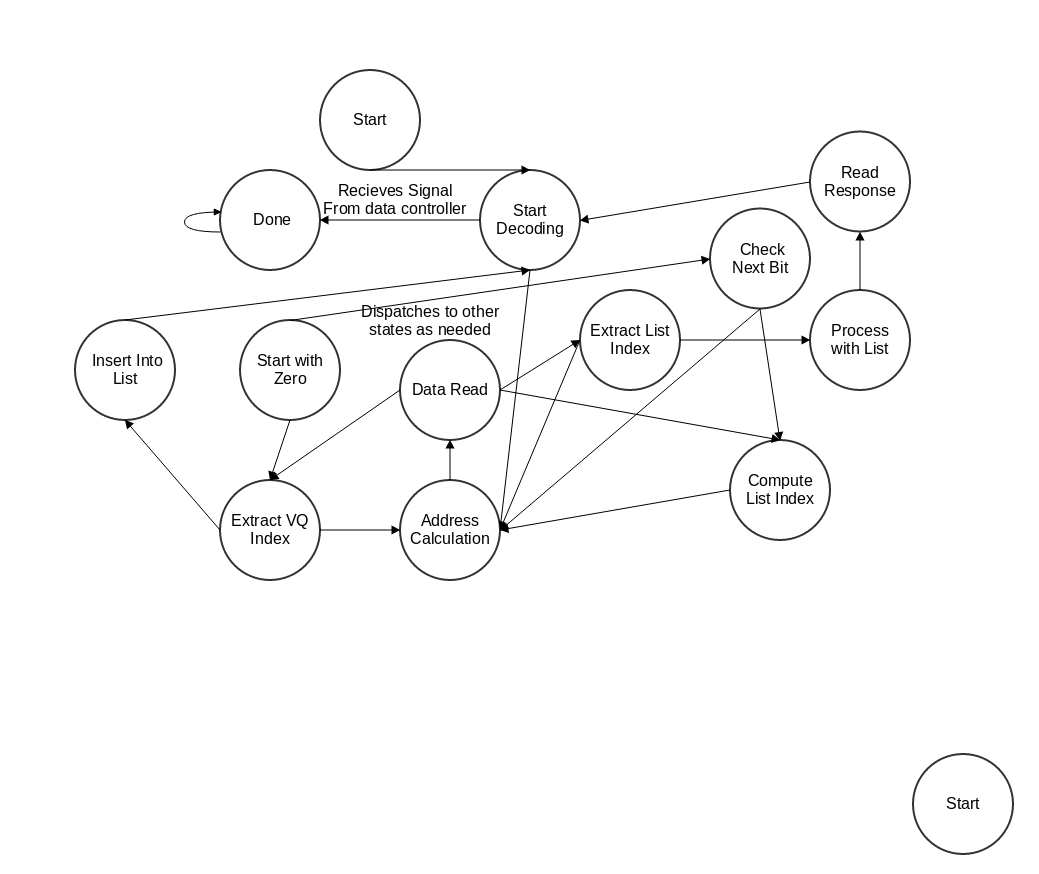 Start
Read
Response
Recieves Signal
From data controller
Done
Start
Decoding
Check
Next Bit
Dispatches to other
states as needed
Extract List
Index
Process
with List
Insert Into
List
Start with
Zero
Data Read
Compute
List Index
Extract VQ
Index
Address
Calculation
Start